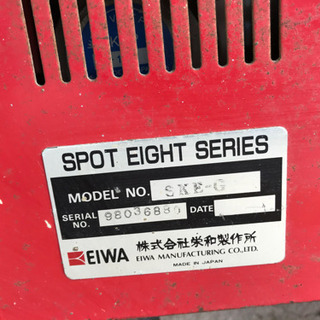 SPOT EIGHT SERIES
MODEL NO. SKE-G
SERIAL NO. DATE
EIWA 株式会社栄和製作所
EIWA MANUFACTURING CO., LTD.
MADE IN JAPAN